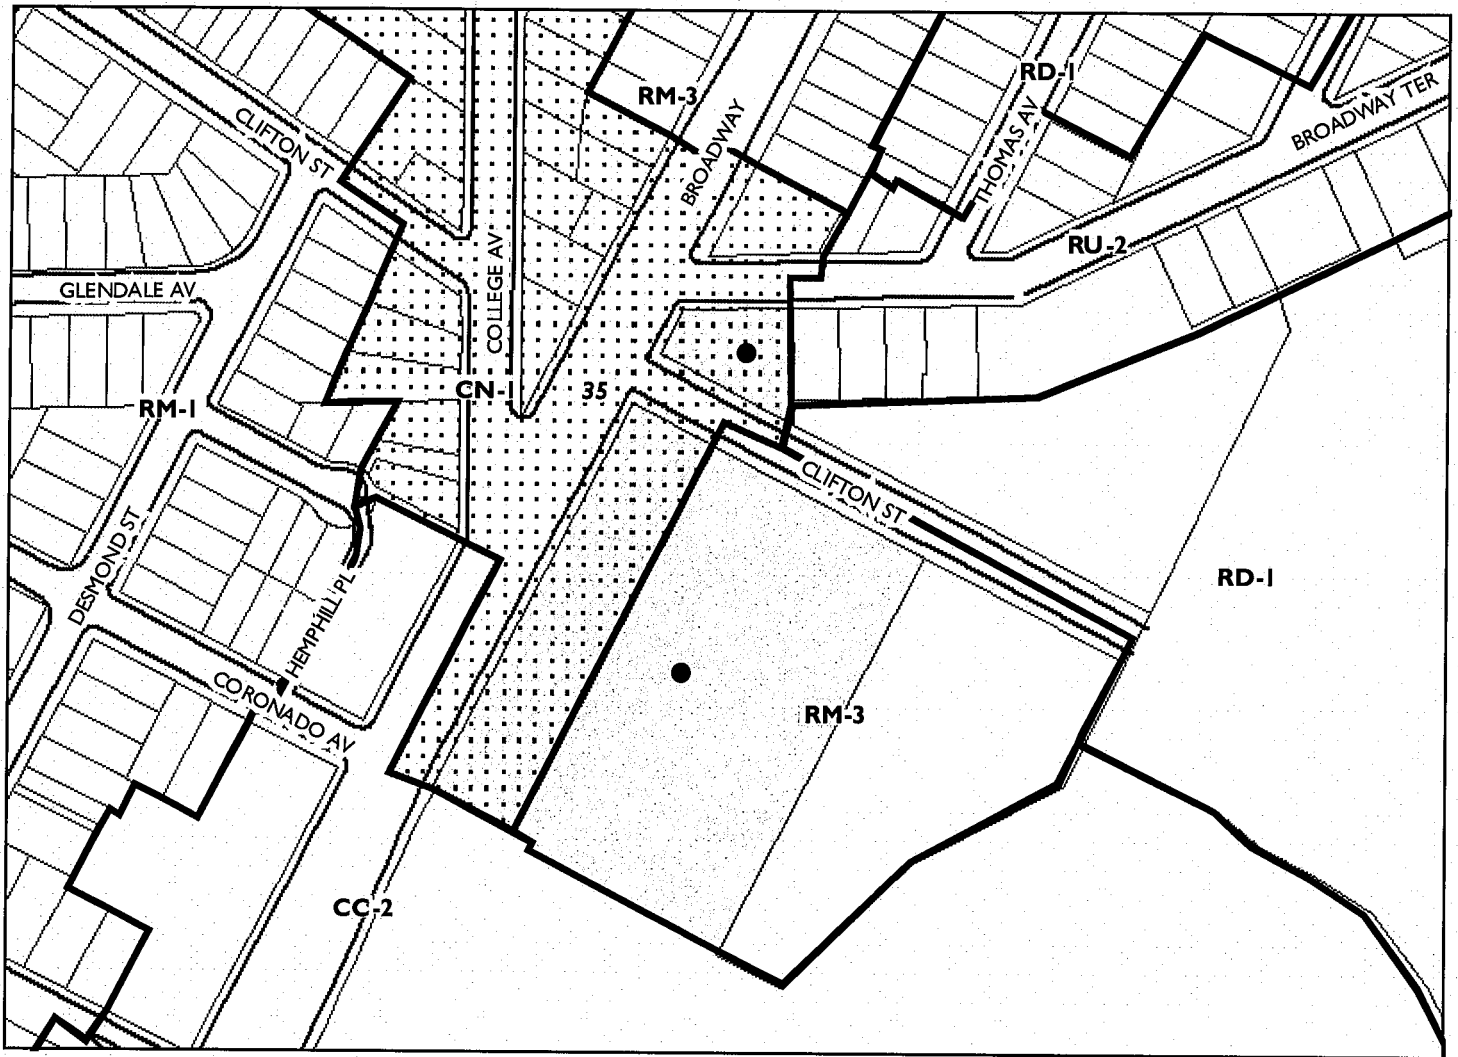 RD-1
RM-3
BROADWAY TER
CLIFTON ST
BROADWAY
THOMAS AV
RU-2
COLLEGE AV
GLENDALE AV
CN-1
35
RM-1
CLIFTON ST
DESMOND ST
RD-1
HEMPHILL PL
CORONADO AV
RM-3
CC-2